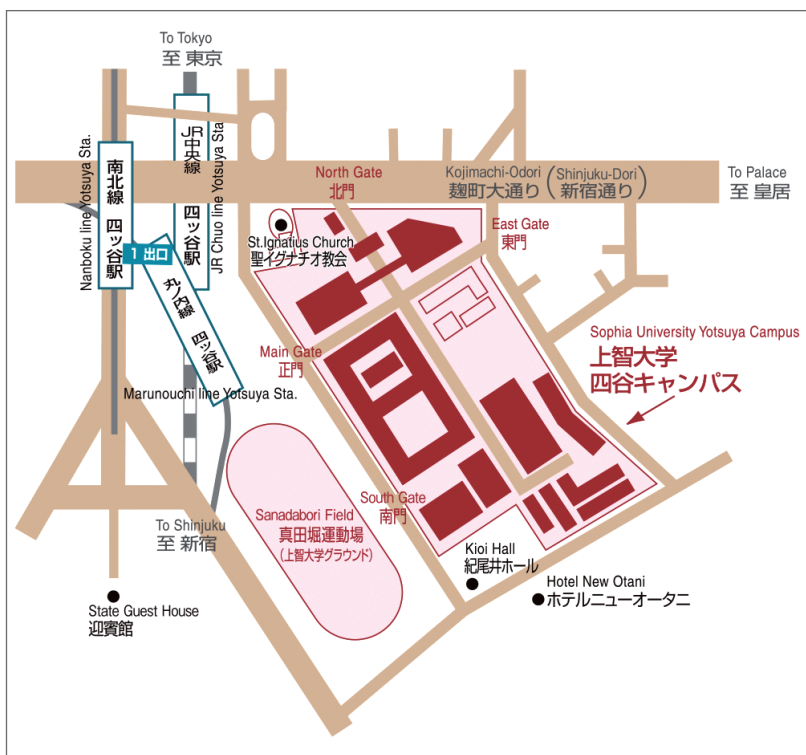 To Tokyo
至 東京
Nanboku line Yotsuya Sta.
南北線 四ッ谷駅
JR中央線 四ッ谷駅
JR Chuo line Yotsuya Sta.
1 出口
丸ノ内線 四ッ谷駅
Marunouchi line Yotsuya Sta.
North Gate
北門
Kojimachi-Odori (Shinjuku-Dori)
麹町大通り (新宿通り)
To Palace
至 皇居
East Gate
東門
St.Ignatius Church
聖イグナチオ教会
Main Gate
正門
Sophia University Yotsuya Campus
上智大学
四谷キャンパス
South Gate
南門
Sanadabori Field
真田堀運動場
(上智大学グラウンド)
To Shinjuku
至 新宿
Kioi Hall
紀尾井ホール
Hotel New Otani
ホテルニューオータニ
State Guest House
迎賓館